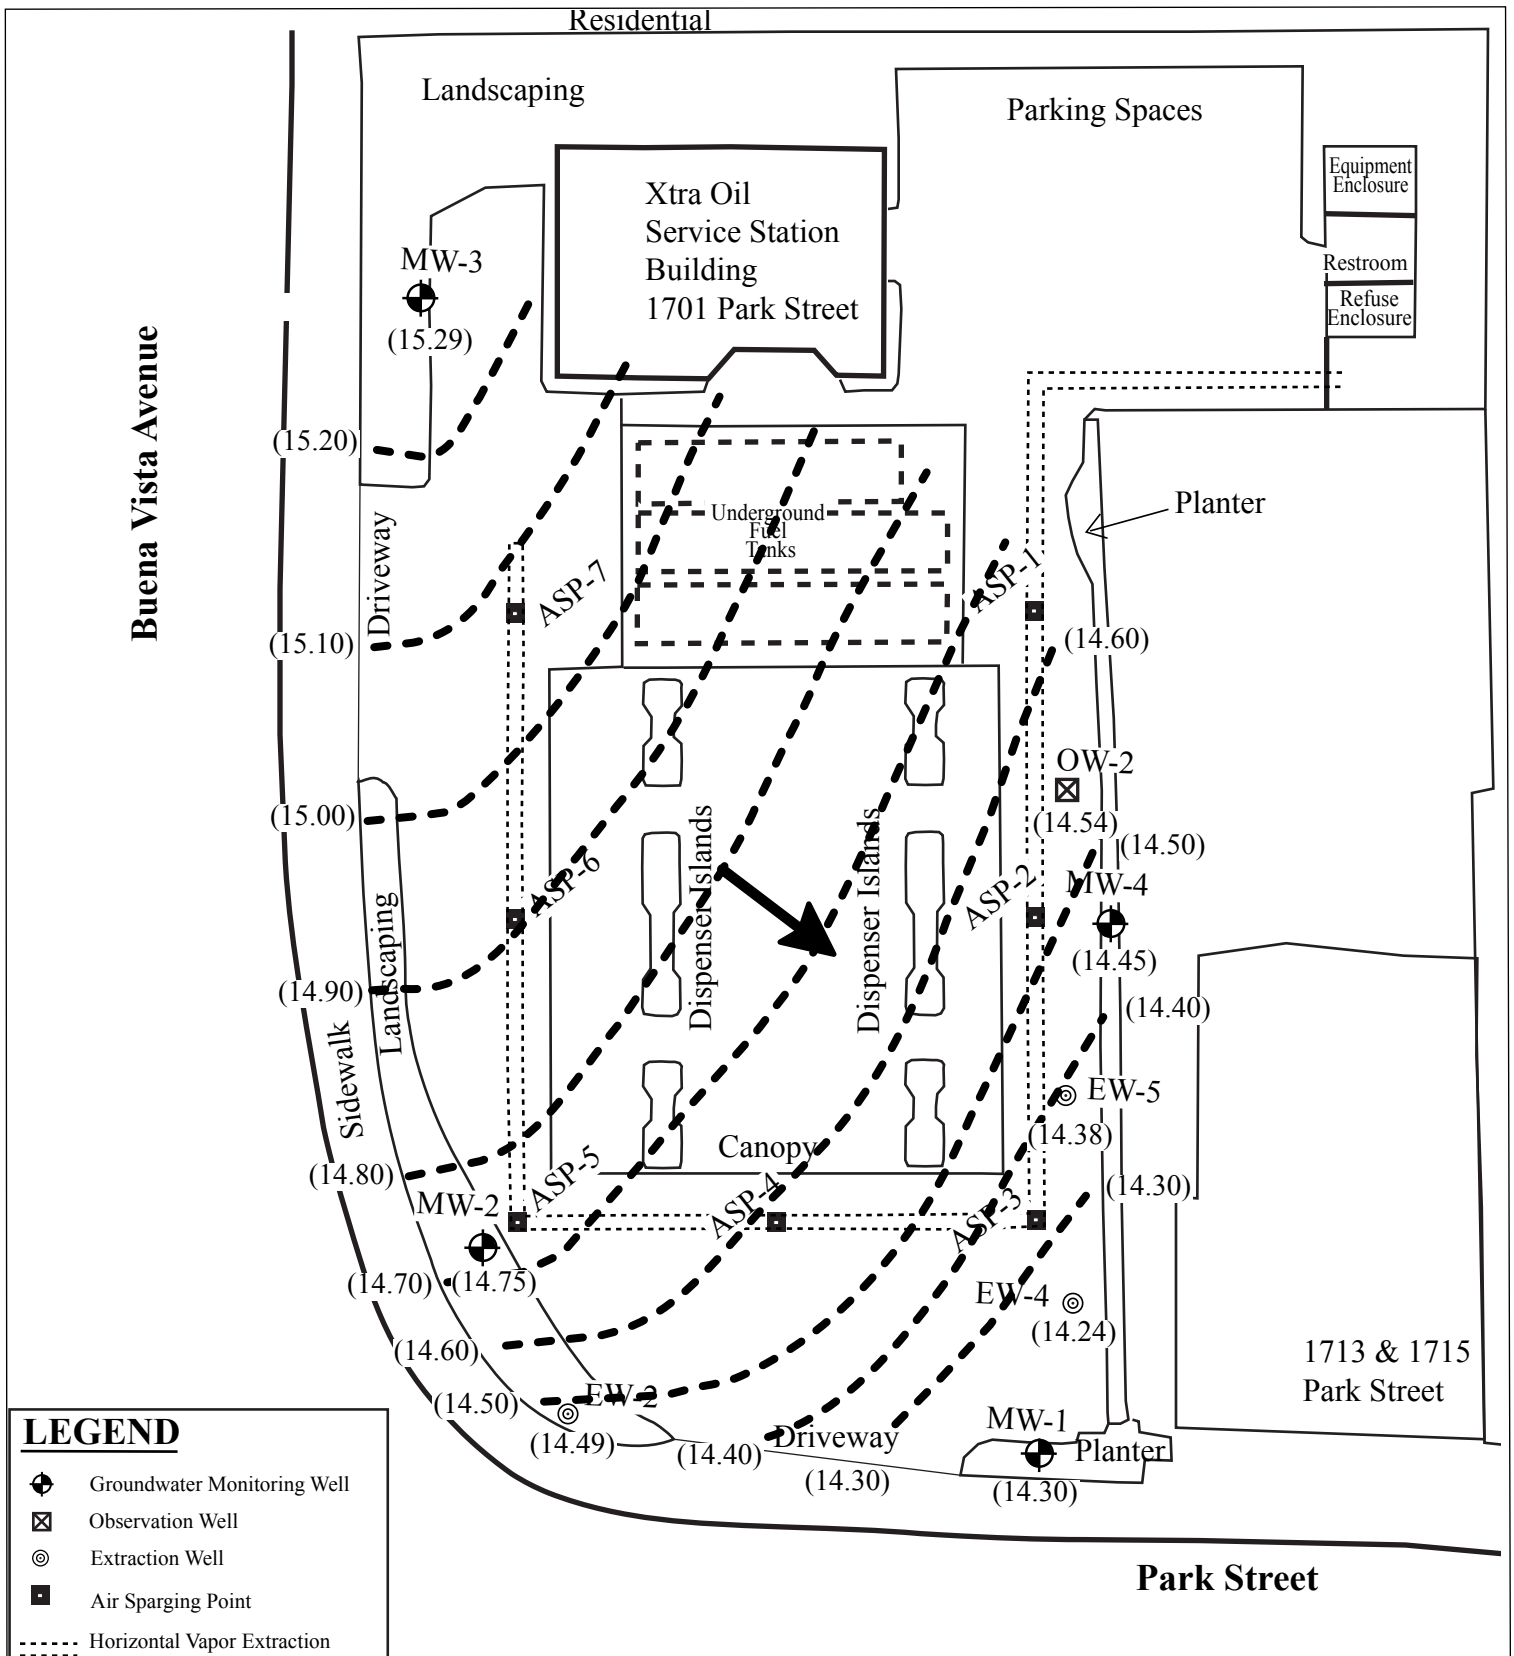 Residential
Landscaping
Parking Spaces
Equipment
Enclosure
Xtra Oil
Service Station
Building
1701 Park Street
MW-3
Restroom
(15.29)
Refuse
Enclosure
Buena Vista Avenue
(15.20)
Driveway
Underground
Fuel
Tanks
Planter
ASP-7
ASP-1
(15.10)
(14.60)
OW-2
(15.00)
(14.54)
(14.50)
Dispenser Islands
Dispenser Islands
ASP-6
ASP-2
MW-4
Landscaping
(14.45)
(14.90)
(14.40)
Sidewalk
EW-5
(14.38)
Canopy
(14.80)
ASP-5
(14.30)
MW-2
ASP-4
ASP-3
(14.70)
(14.75)
EW-4
(14.24)
(14.60)
1713 & 1715
Park Street
(14.50)
EW-2
MW-1
(14.49)
(14.40)
Driveway
Planter
(14.30)
(14.30)
Park Street
LEGEND
Groundwater Monitoring Well
Observation Well
Extraction Well
Air Sparging Point
Horizontal Vapor Extraction